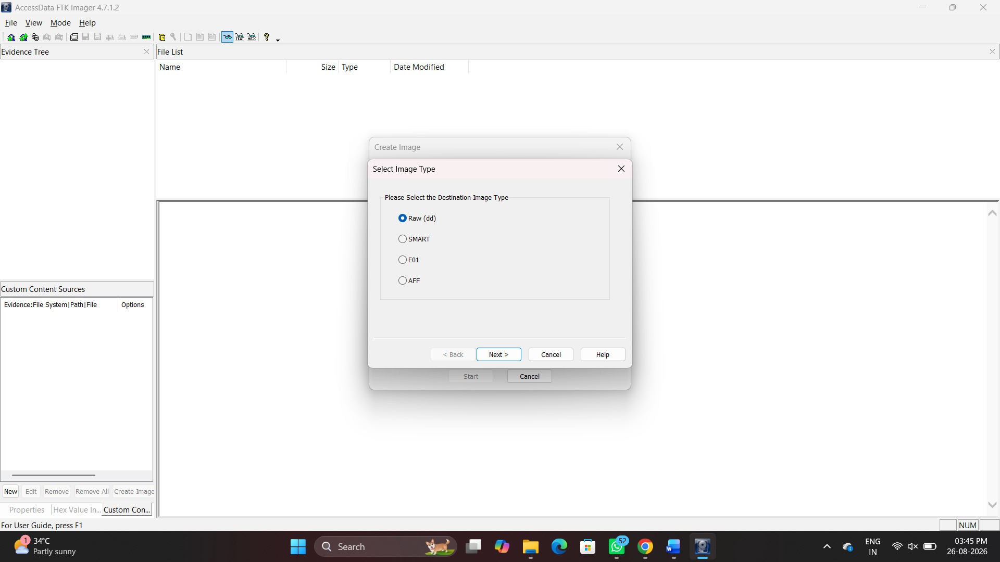 AccessData FTK Imager 4.7.1.2
File View Mode Help
TEXT HEX
Evidence Tree
File List
Name Size Type Date Modified
Create Image
Select Image Type
Please Select the Destination Image Type
Raw (dd)
SMART
E01
AFF
< Back Next > Cancel Help
Start Cancel
Custom Content Sources
Evidence:File System|Path|File Options
New Edit Remove Remove All Create Image
Properties Hex Value In... Custom Con...
For User Guide, press F1
NUM
1
34°C
Partly sunny
Search
52
ENG
IN
03:45 PM
26-08-2026